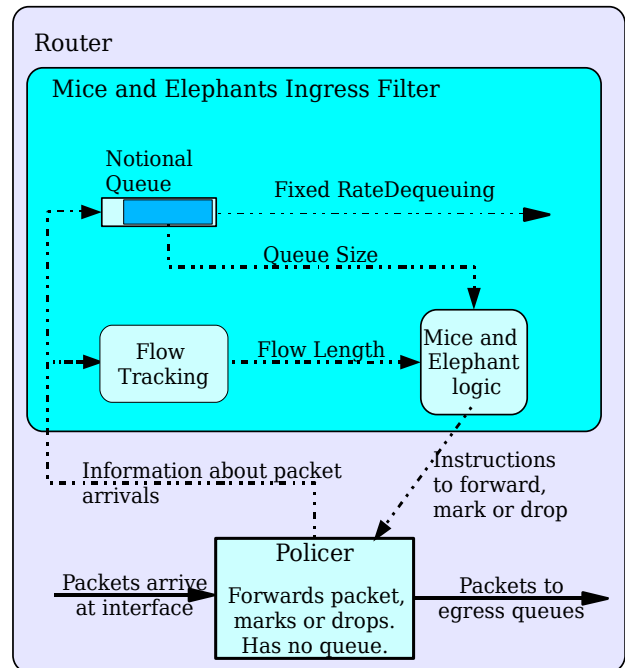 Router
Mice and Elephants Ingress Filter
Notional
Queue
Fixed RateDequeuing
Queue Size
Flow
Tracking
Flow Length
Mice and
Elephant
logic
Information about packet
arrivals
Instructions
to forward,
mark or drop
Packets arrive
at interface
Policer
Forwards packet,
marks or drops.
Has no queue.
Packets to
egress queues